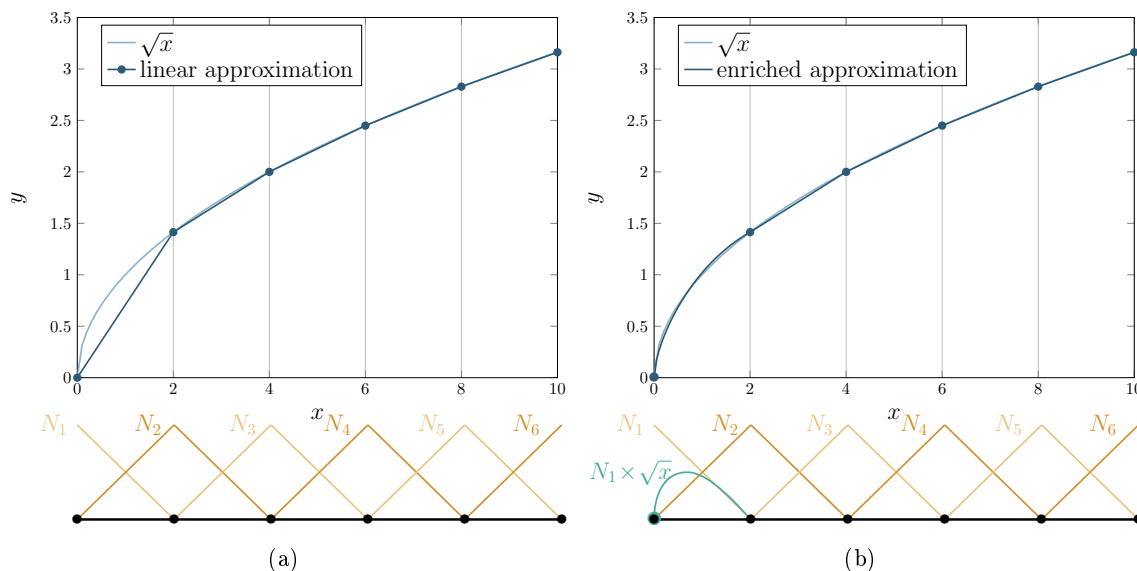 3.5
3
2.5
2
1.5
1
0.5
0
y
√x
linear approximation
0 2 4 6 8 10
x
N₁ N₂ N₃ N₄ N₅ N₆
(a)
3.5
3
2.5
2
1.5
1
0.5
0
y
√x
enriched approximation
0 2 4 6 8 10
x
N₁ N₂ N₃ N₄ N₅ N₆
N₁×√x
(b)